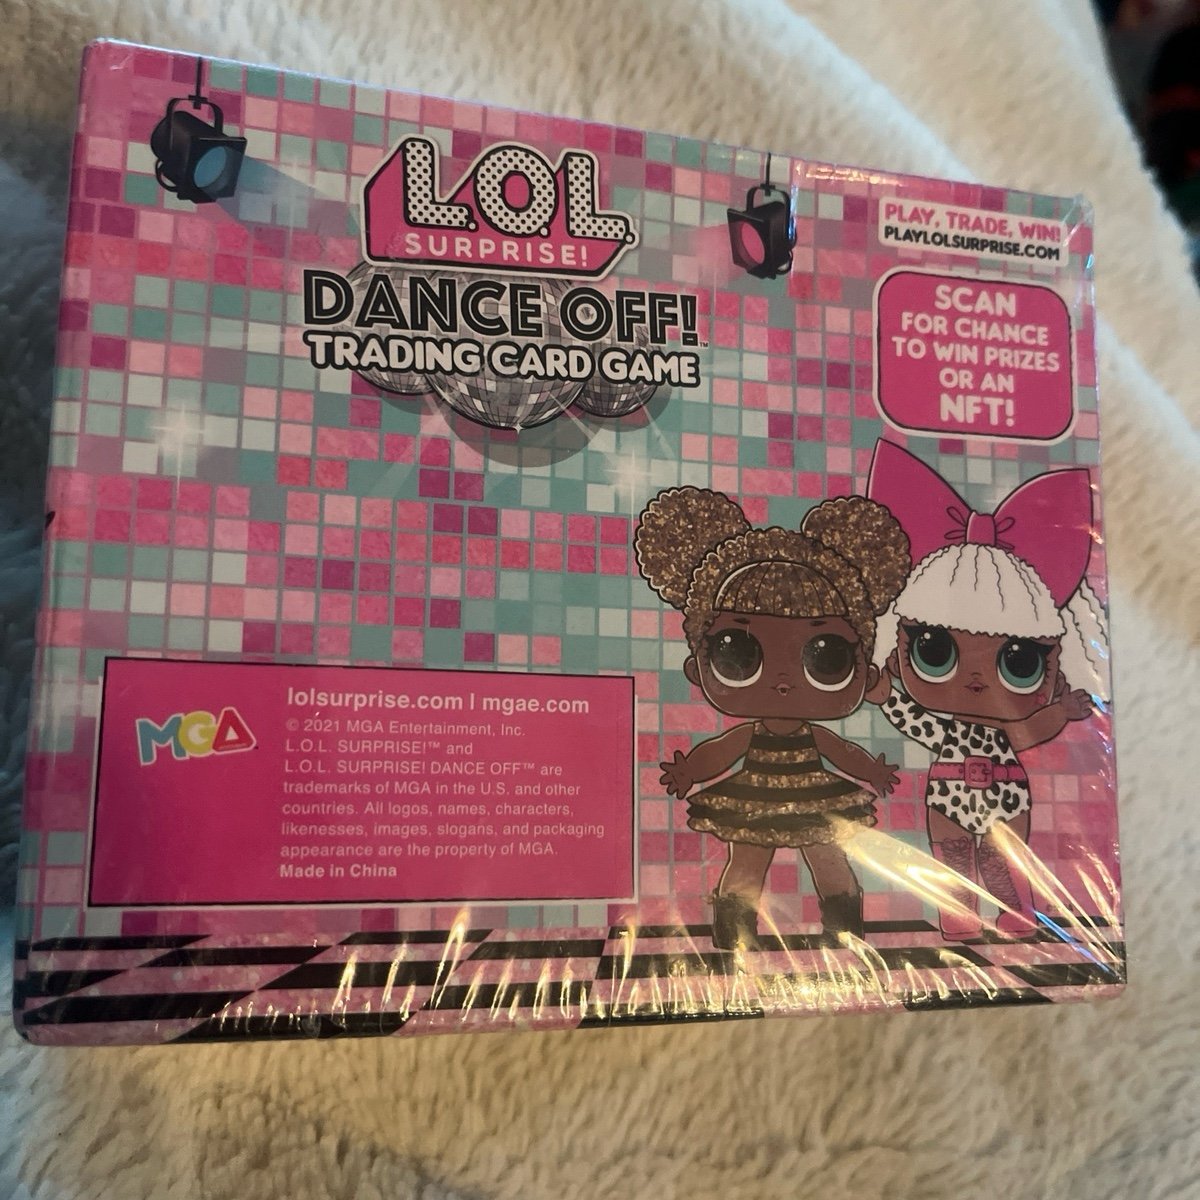 L.O.L.
SURPRISE!
DANCE OFF!™
TRADING CARD GAME
PLAY, TRADE, WIN!
PLAYLOLSURPRISE.COM
SCAN
FOR CHANCE
TO WIN PRIZES
OR AN
NFT!
MGA
lolsurprise.com | mgae.com
© 2021 MGA Entertainment, Inc.
L.O.L. SURPRISE!™ and
L.O.L. SURPRISE! DANCE OFF™ are
trademarks of MGA in the U.S. and other
countries. All logos, names, characters,
likenesses, images, slogans, and packaging
appearance are the property of MGA.
Made in China